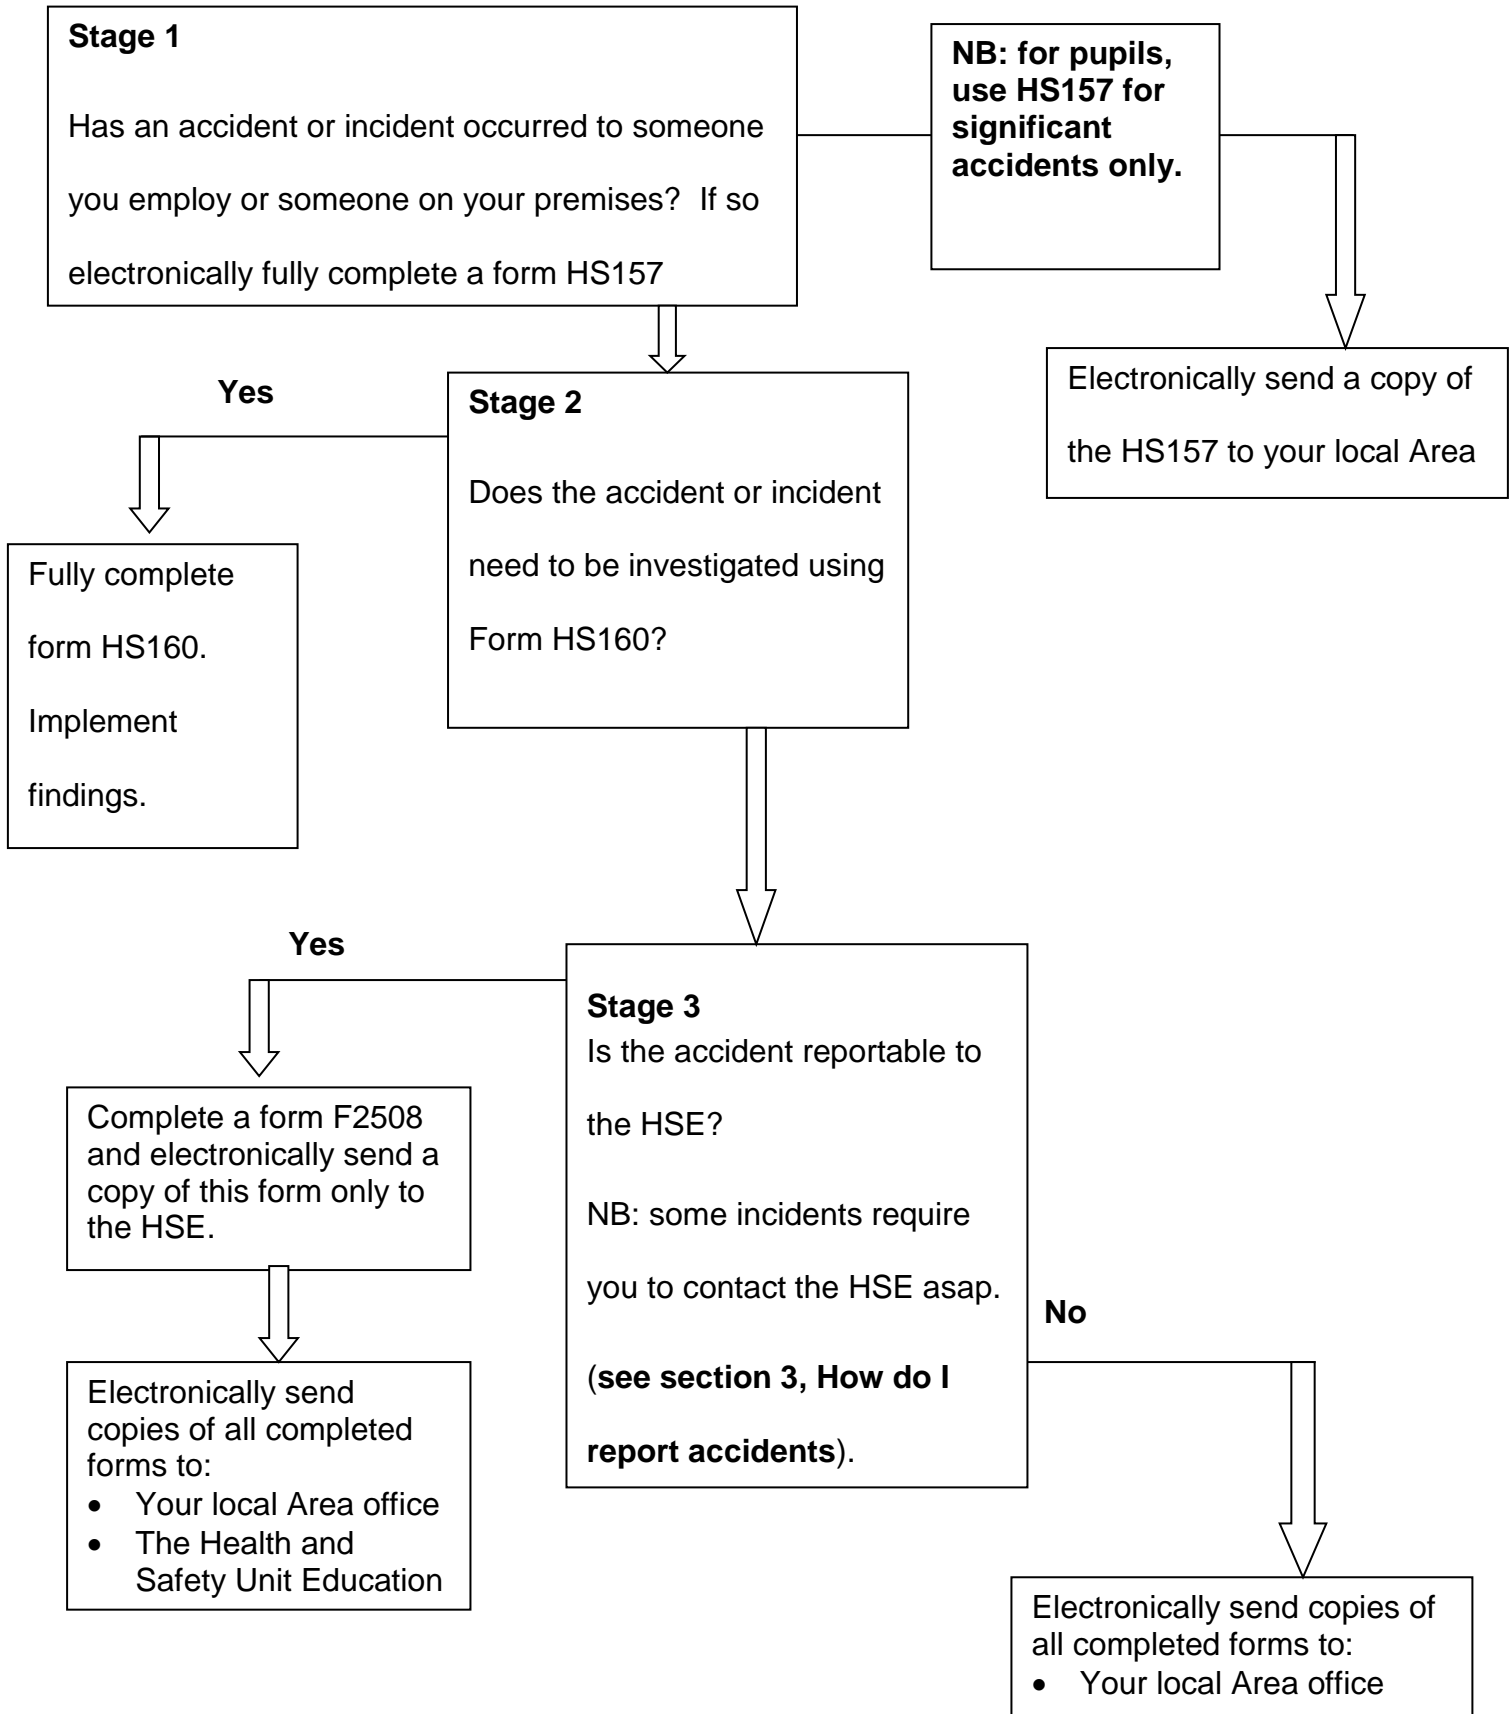 Stage 1
Has an accident or incident occurred to someone
you employ or someone on your premises?  If so
electronically fully complete a form HS157
NB: for pupils,
use HS157 for
significant
accidents only.
Electronically send a copy of
the HS157 to your local Area
Yes
Stage 2
Does the accident or incident
need to be investigated using
Form HS160?
Fully complete
form HS160.
Implement
findings.
Yes
Stage 3
Is the accident reportable to
the HSE?
NB: some incidents require
you to contact the HSE asap.
(see section 3, How do I
report accidents).
Complete a form F2508
and electronically send a
copy of this form only to
the HSE.
Electronically send
copies of all completed
forms to:
• Your local Area office
• The Health and
Safety Unit Education
No
Electronically send copies of
all completed forms to:
• Your local Area office